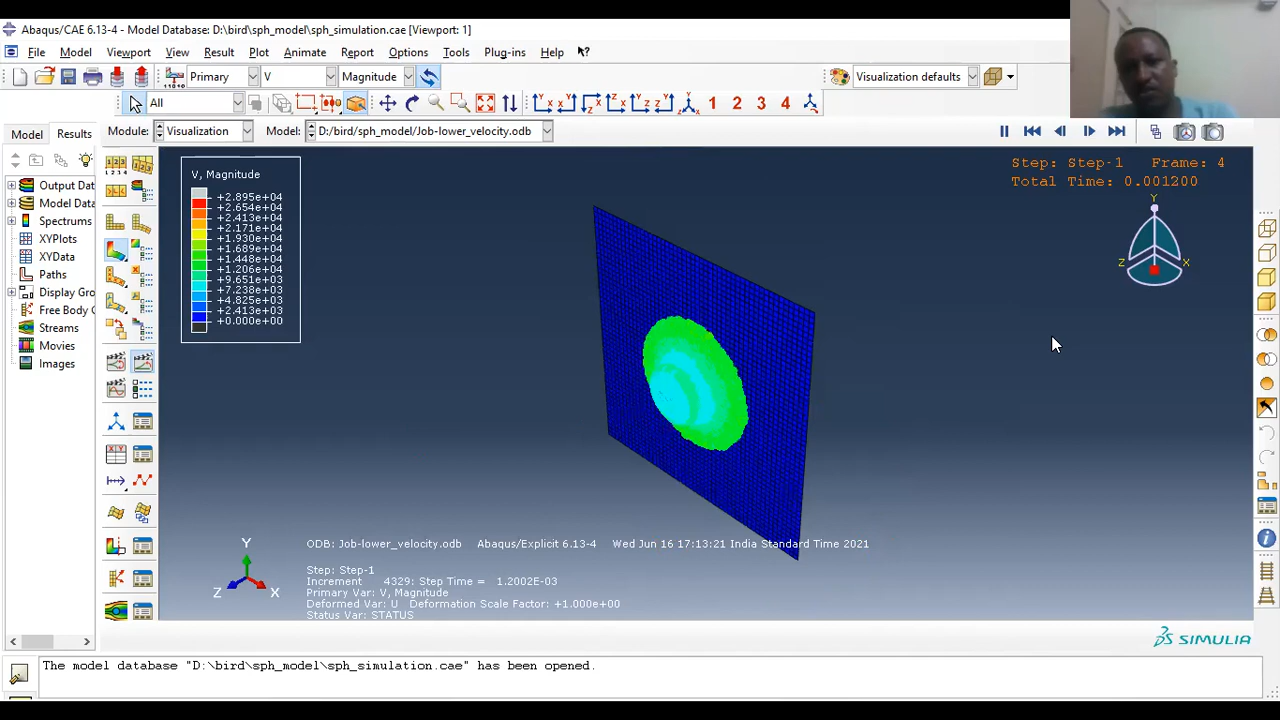 Abaqus/CAE 6.13-4 - Model Database: D:\bird\sph_model\sph_simulation.cae [Viewport: 1]
File Model Viewport View Result Plot Animate Report Options Tools Plug-ins Help
Primary V Magnitude Visualization defaults
All 1 2 3 4
Model Results Module: Visualization Model: D:/bird/sph_model/Job-lower_velocity.odb
Output Dat
Model Data
Spectrums
XYPlots
XYData
Paths
Display Gro
Free Body C
Streams
Movies
Images
V, Magnitude
+2.895e+04
+2.654e+04
+2.413e+04
+2.171e+04
+1.930e+04
+1.689e+04
+1.448e+04
+1.206e+04
+9.651e+03
+7.238e+03
+4.825e+03
+2.413e+03
+0.000e+00
Step: Step-1 Frame: 4
Total Time: 0.001200
Y
Z X
Y
Z X
ODB: Job-lower_velocity.odb Abaqus/Explicit 6.13-4 Wed Jun 16 17:13:21 India Standard Time 2021
Step: Step-1
Increment 4329: Step Time = 1.2002E-03
Primary Var: V, Magnitude
Deformed Var: U Deformation Scale Factor: +1.000e+00
Status Var: STATUS
SIMULIA
The model database "D:\bird\sph_model\sph_simulation.cae" has been opened.